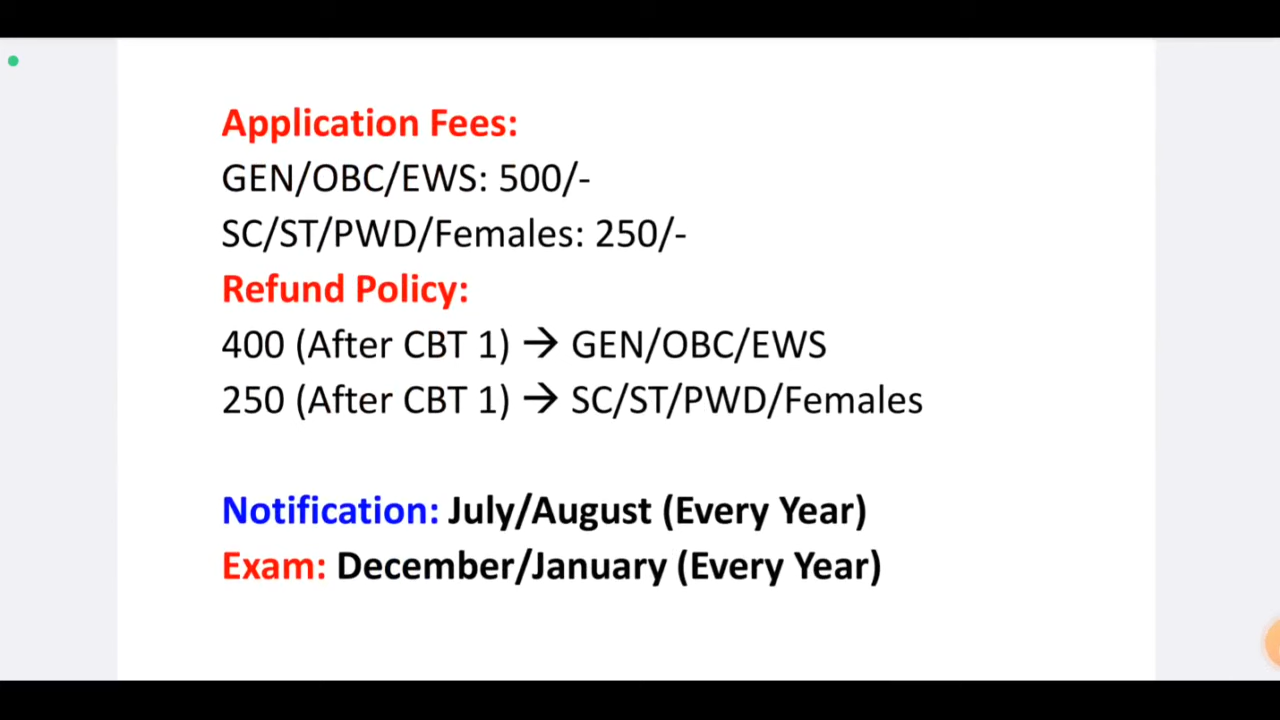 Application Fees:
GEN/OBC/EWS: 500/-
SC/ST/PWD/Females: 250/-
Refund Policy:
400 (After CBT 1) → GEN/OBC/EWS
250 (After CBT 1) → SC/ST/PWD/Females
Notification: July/August (Every Year)
Exam: December/January (Every Year)